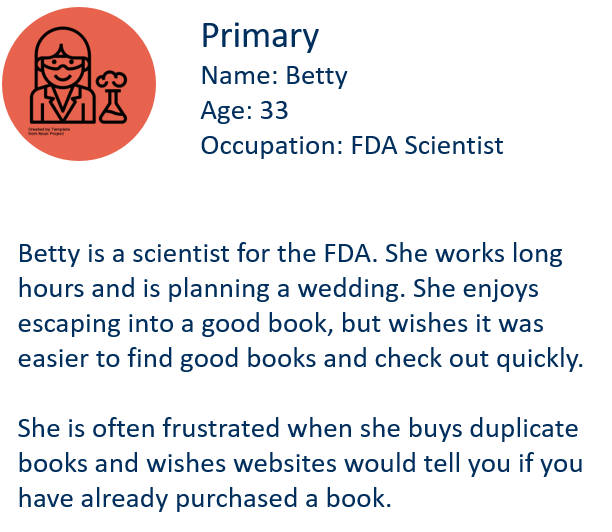 Primary
Name: Betty
Age: 33
Occupation: FDA Scientist
Created by Template
from Noun Project
Betty is a scientist for the FDA. She works long
hours and is planning a wedding. She enjoys
escaping into a good book, but wishes it was
easier to find good books and check out quickly.
She is often frustrated when she buys duplicate
books and wishes websites would tell you if you
have already purchased a book.